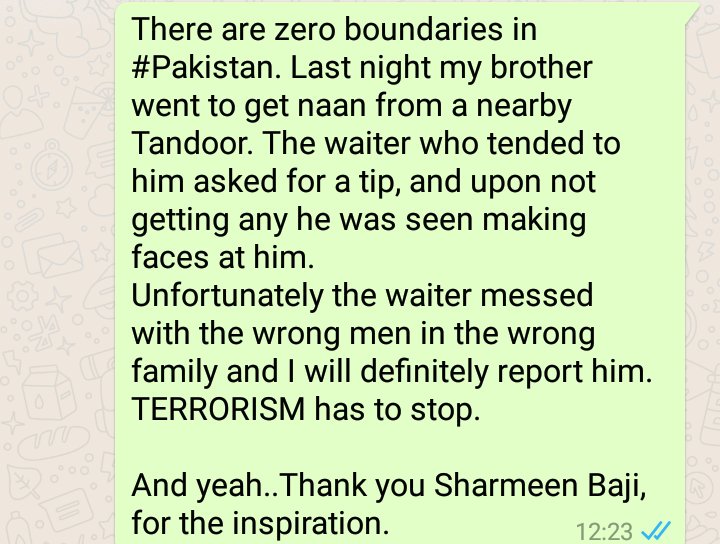 There are zero boundaries in
#Pakistan. Last night my brother
went to get naan from a nearby
Tandoor. The waiter who tended to
him asked for a tip, and upon not
getting any he was seen making
faces at him.
Unfortunately the waiter messed
with the wrong men in the wrong
family and I will definitely report him.
TERRORISM has to stop.
And yeah..Thank you Sharmeen Baji,
for the inspiration.
12:23